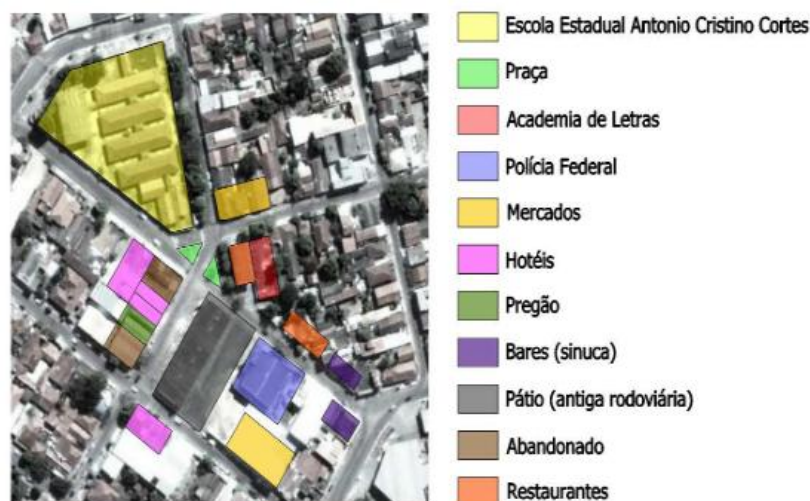 Escola Estadual Antonio Cristino Cortes
Praça
Academia de Letras
Polícia Federal
Mercados
Hotéis
Pregão
Bares (sinuca)
Pátio (antiga rodoviária)
Abandonado
Restaurantes